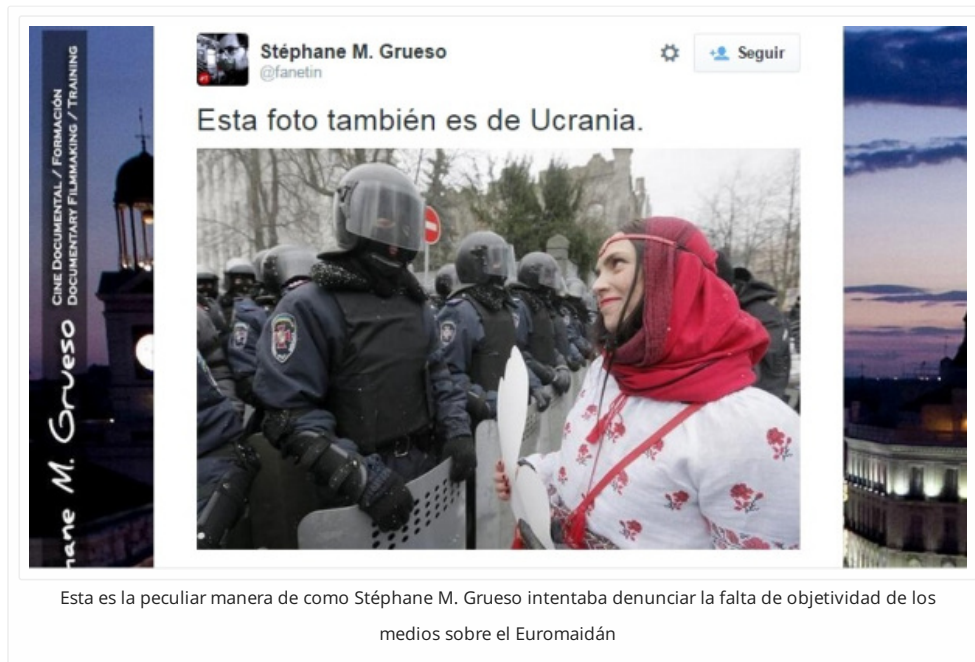 CINE DOCUMENTAL / FORMACIÓN
DOCUMENTARY FILMMAKING / TRAINING
hane M. Grueso
Stéphane M. Grueso
@fanetin
Seguir
Esta foto también es de Ucrania.
Esta es la peculiar manera de como Stéphane M. Grueso intentaba denunciar la falta de objetividad de los
medios sobre el Euromaidán